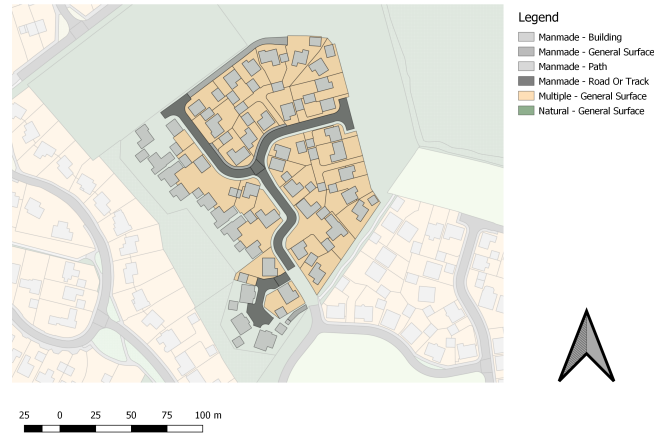 Legend
Manmade - Building
Manmade - General Surface
Manmade - Path
Manmade - Road Or Track
Multiple - General Surface
Natural - General Surface
25 0 25 50 75 100 m